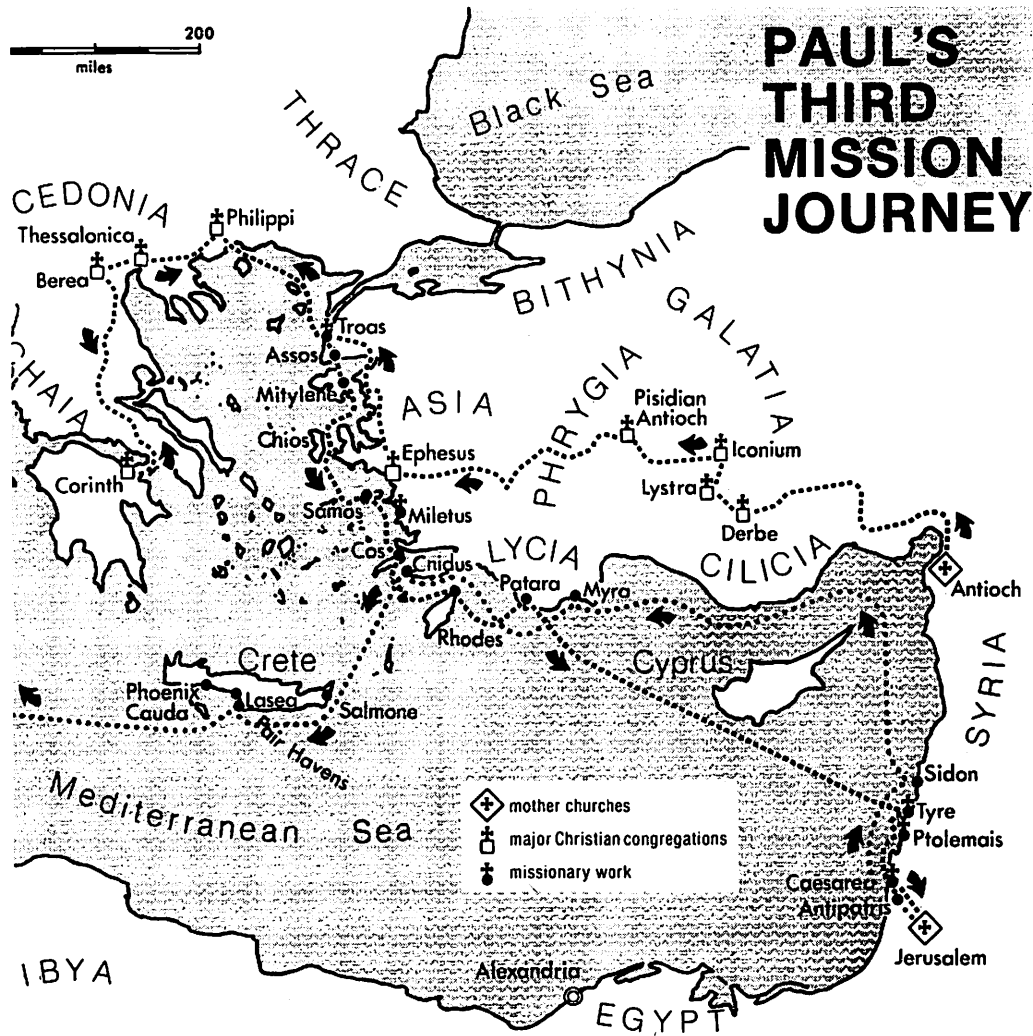 200
miles
PAUL'S
THIRD
MISSION
JOURNEY
Black Sea
THRACE
CEDONIA
Philippi
Thessalonica
Berea
BITHYNIA
GALATIA
Troas
Assos
PHRYGIA
CHAIA
Mitylene
ASIA
Pisidian
Antioch
Chios
Iconium
Ephesus
Corinth
Lystra
Samos
Miletus
Derbe
Cos
LYCIA
CILICIA
Cnidus
Patara
Myra
Antioch
Rhodes
Crete
Cyprus
SYRIA
Phoenix
Lasea
Cauda
Salmone
Fair Havens
Sidon
Mediterranean Sea
mother churches
Tyre
major Christian congregations
Ptolemais
missionary work
Caesarea
Antipatris
Jerusalem
IBYA
Alexandria
EGYPT